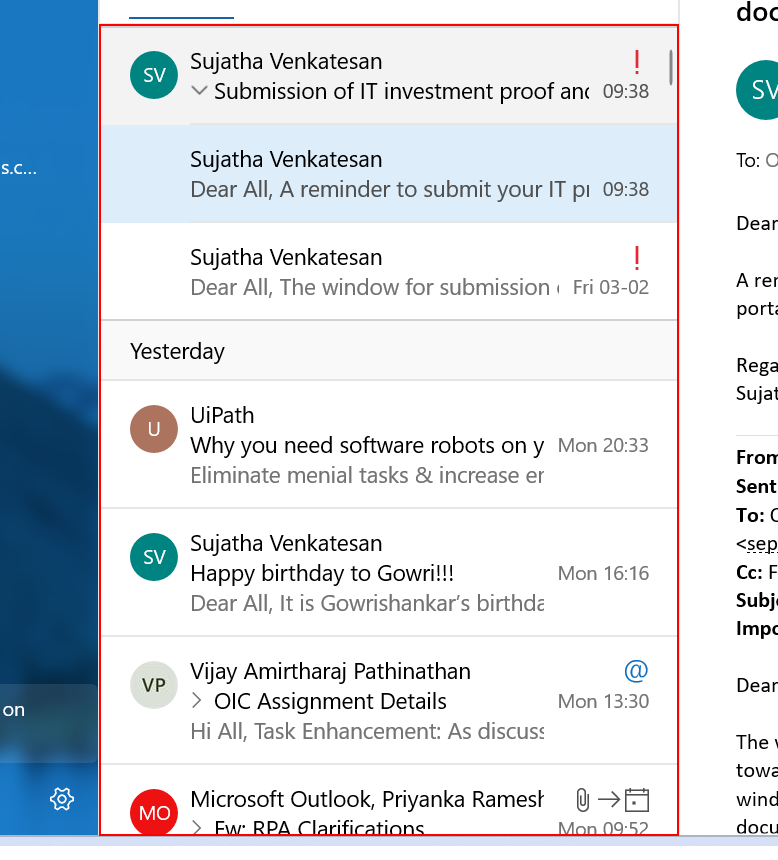 doc
s.c...
on
SV
Sujatha Venkatesan
Submission of IT investment proof and
09:38
Sujatha Venkatesan
Dear All, A reminder to submit your IT
09:38
Sujatha Venkatesan
Dear All, The window for submission
Fri 03-02
Yesterday
U
UiPath
Why you need software robots on y
Mon 20:33
Eliminate menial tasks & increase
SV
Sujatha Venkatesan
Happy birthday to Gowri!!!
Mon 16:16
Dear All, It is Gowrishankar's birthda
VP
Vijay Amirtharaj Pathinathan
@
OIC Assignment Details
Mon 13:30
Hi All, Task Enhancement: As discuss
MO
Microsoft Outlook, Priyanka Ramesh
Fw: RPA Clarifications
Mon 09:52
SV
To:
Dear
A
porta
Rega
Sujat
From
Sent
To:
<sep
Cc: F
Subj
Impo
Dear
The
towa
wind
docu